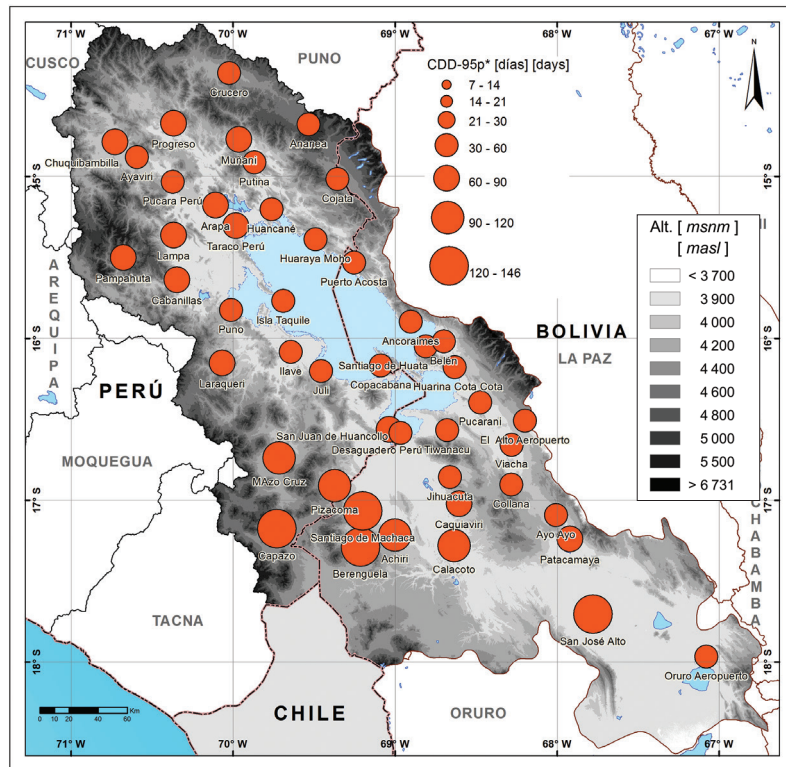 71°W
70°W
69°W
68°W
67°W
CUSCO
PUNO
CDD-95p* [días] [days]
7 - 14
14 - 21
21 - 30
30 - 60
60 - 90
90 - 120
120 - 146
N
Crucero
Progreso
Ananea
Chuquibambilla
Muñani
Ayaviri
Putina
15°S
15°S
Pucara Perú
Cojata
Arapa
Huancané
Taraco Perú
Lampa
Huaraya Moho
Pampahuta
Puerto Acosta
Cabanillas
Alt. [ msnm ]
[ masl ]
< 3 700
3 900
4 000
4 200
4 400
4 600
4 800
5 000
5 500
> 6 731
AREQUIPA
Isla Taquile
Puno
Ancoraimes
BOLIVIA
16°S
16°S
Belén
LA PAZ
Ilave
Santiago de Huata
Laraqueri
Juli
Copacabana
Huarina Cota Cota
PERÚ
Pucarani
San Juan de Huancollo
El Alto Aeropuerto
Desaguadero Perú
Tiwanacu
Viacha
MOQUEGUA
MAzo Cruz
Jihuacuta
Collana
17°S
17°S
Pizacoma
Caquiaviri
Ayo Ayo
Santiago de Machaca
Capazo
Achiri
Patacamaya
Berenguela
Calacoto
CHABAMBA
TACNA
San José Alto
18°S
18°S
Oruro Aeropuerto
0 10 20 40 60 Km
CHILE
ORURO
71°W
70°W
69°W
68°W
67°W